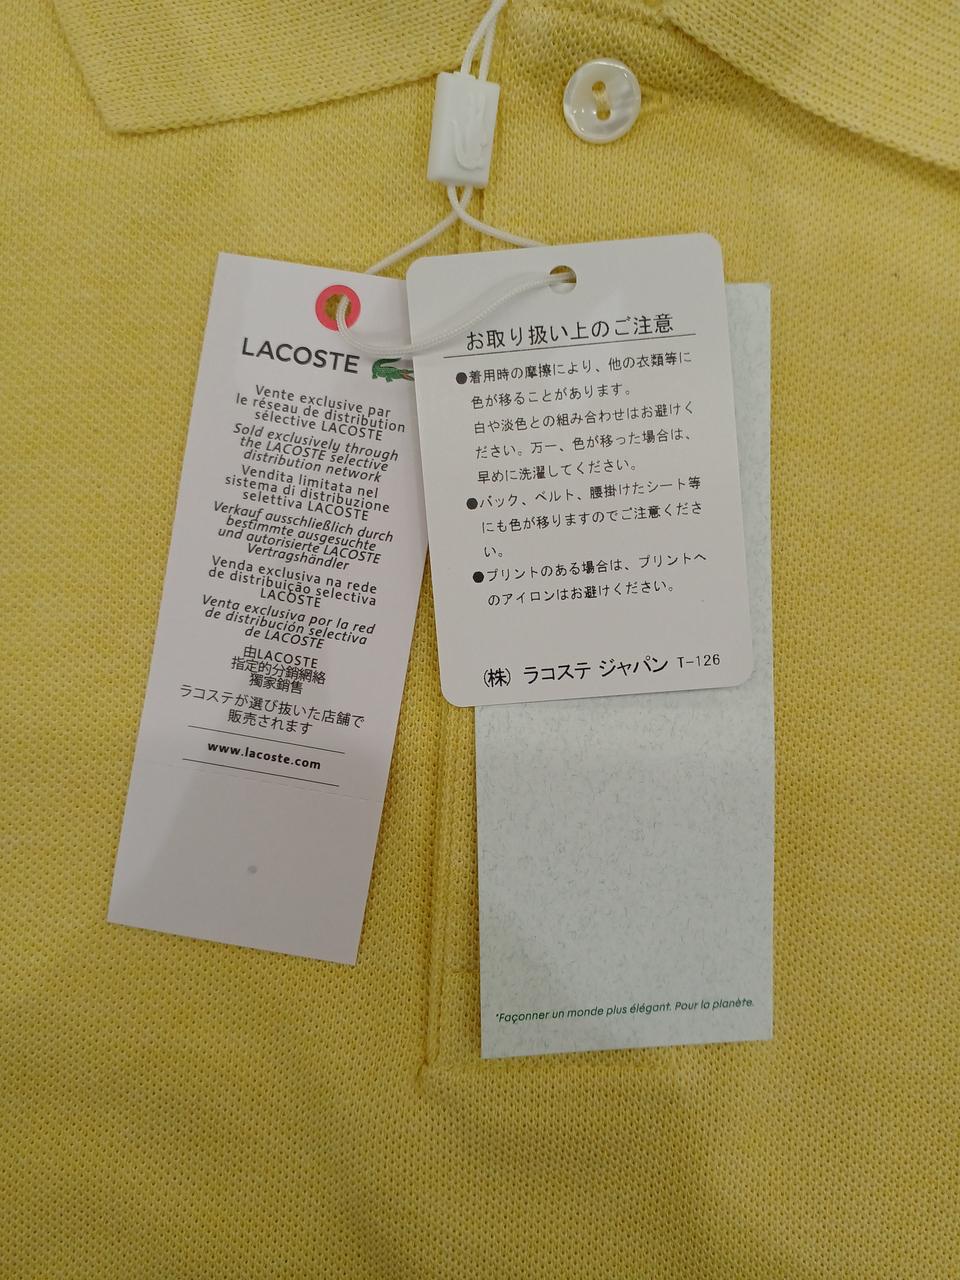 LACOSTE
Vente exclusive par
le réseau de distribution
sélective LACOSTE
Sold exclusively through
the LACOSTE selective
distribution network
Vendita limitata nel
sistema di distribuzione
selettiva LACOSTE
Verkauf ausschließlich durch
bestimmte ausgesuchte
und autorisierte LACOSTE
Vertragshändler
Venda exclusiva na rede
de distribuição selectiva
LACOSTE
Venta exclusiva por la red
de distribución selectiva
de LACOSTE
由LACOSTE
指定的分銷網絡
獨家銷售
ラコステが選び抜いた店舗で
販売されます
www.lacoste.com
お取り扱い上のご注意
●着用時の摩擦により、他の衣類等に
色が移ることがあります。
白や淡色との組み合わせはお避けく
ださい。万一、色が移った場合は、
早めに洗濯してください。
●バック、ベルト、腰掛けたシート等
にも色が移りますのでご注意くださ
い。
●プリントのある場合は、プリントへ
のアイロンはお避けください。
(株) ラコステ ジャパン T-126
*Façonner un monde plus élégant. Pour la planète.